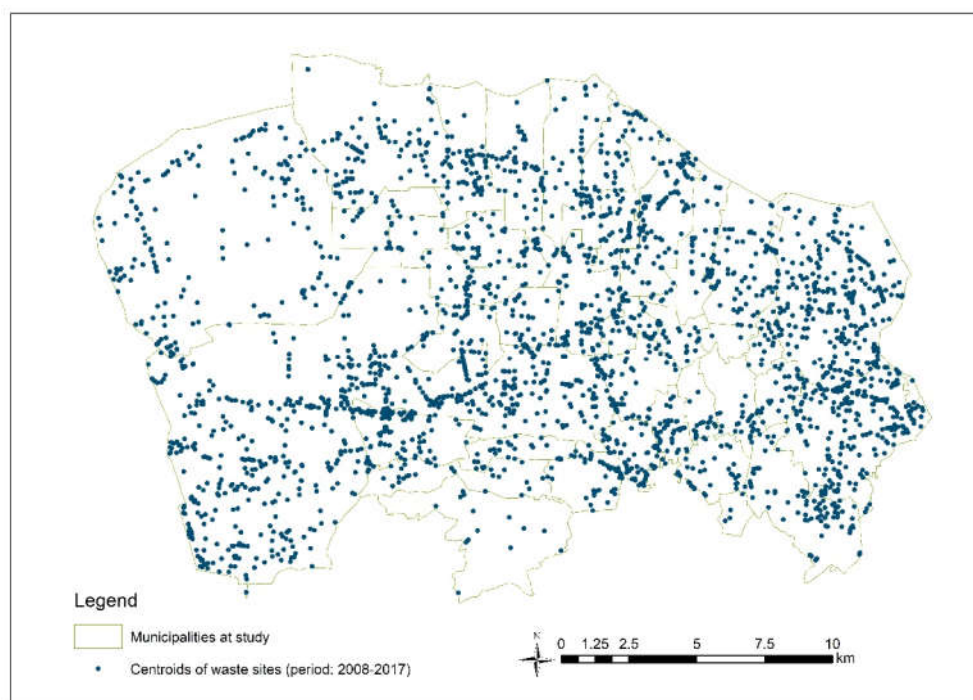 Legend
Municipalities at study
Centroids of waste sites (period: 2008-2017)
N
0 1.25 2.5 5 7.5 10
km